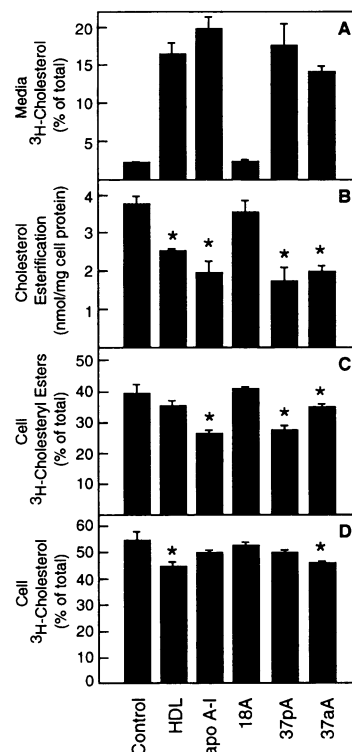 A
Media
³H-Cholesterol
(% of total)
20
15
10
5
B
Cholesterol
Esterification
(nmol/mg cell protein)
4
3
2
1
* * * *
C
Cell
³H-Cholesteryl Esters
(% of total)
50
40
30
20
10
* * *
D
Cell
³H-Cholesterol
(% of total)
60
50
40
30
20
10
0
* *
Control
HDL
apo A-I
18A
37pA
37aA